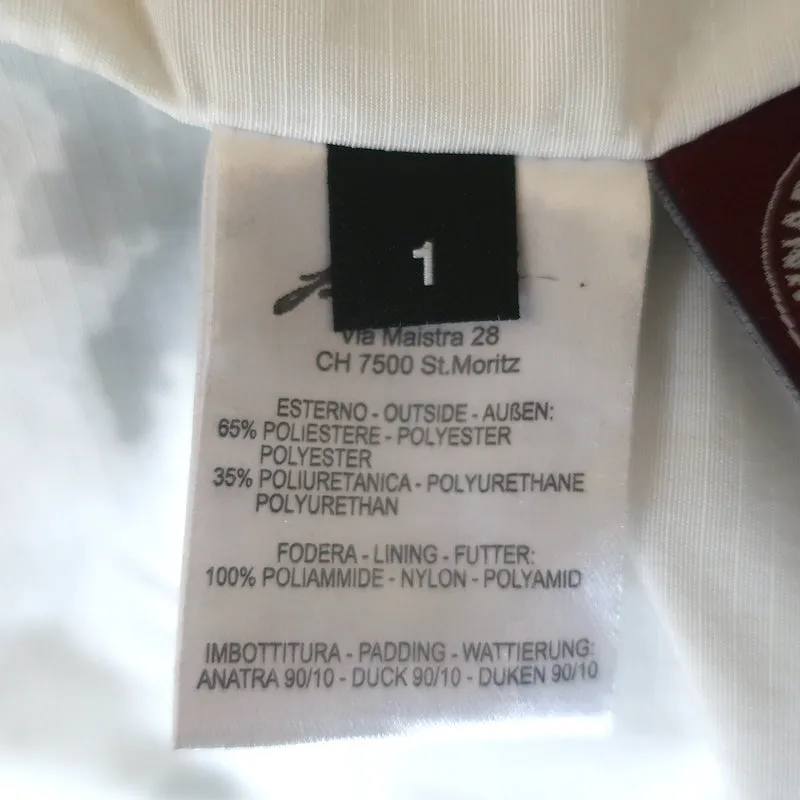 1
Via Maistra 28
CH 7500 St.Moritz
ESTERNO - OUTSIDE - AUßEN:
65% POLIESTERE - POLYESTER
POLYESTER
35% POLIURETANICA - POLYURETHANE
POLYURETHAN
FODERA - LINING - FUTTER:
100% POLIAMMIDE - NYLON - POLYAMID
IMBOTTITURA - PADDING - WATTIERUNG:
ANATRA 90/10 - DUCK 90/10 - DUKEN 90/10